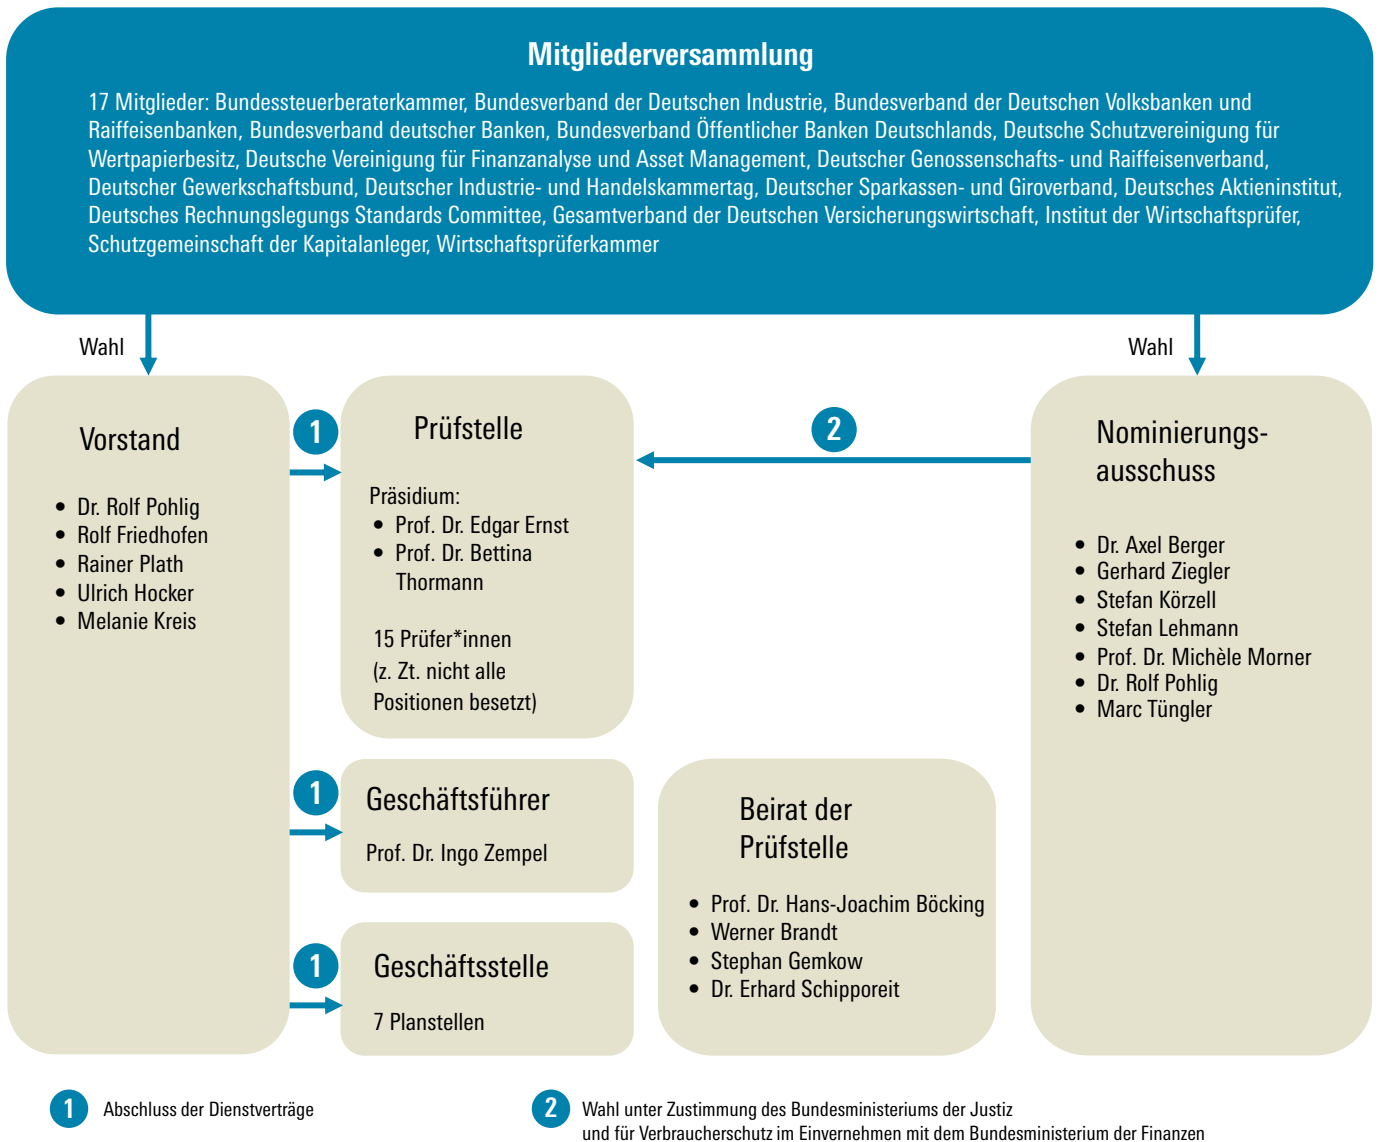 Mitgliederversammlung
17 Mitglieder: Bundessteuerberaterkammer, Bundesverband der Deutschen Industrie, Bundesverband der Deutschen Volksbanken und
Raiffeisenbanken, Bundesverband deutscher Banken, Bundesverband Öffentlicher Banken Deutschlands, Deutsche Schutzvereinigung für
Wertpapierbesitz, Deutsche Vereinigung für Finanzanalyse und Asset Management, Deutscher Genossenschafts- und Raiffeisenverband,
Deutscher Gewerkschaftsbund, Deutscher Industrie- und Handelskammertag, Deutscher Sparkassen- und Giroverband, Deutsches Aktieninstitut,
Deutsches Rechnungslegungs Standards Committee, Gesamtverband der Deutschen Versicherungswirtschaft, Institut der Wirtschaftsprüfer,
Schutzgemeinschaft der Kapitalanleger, Wirtschaftsprüferkammer
Wahl
Wahl
Vorstand
• Dr. Rolf Pohlig
• Rolf Friedhofen
• Rainer Plath
• Ulrich Hocker
• Melanie Kreis
1
Prüfstelle
Präsidium:
• Prof. Dr. Edgar Ernst
• Prof. Dr. Bettina
Thormann
15 Prüfer*innen
(z. Zt. nicht alle
Positionen besetzt)
2
Nominierungs-
ausschuss
• Dr. Axel Berger
• Gerhard Ziegler
• Stefan Körzell
• Stefan Lehmann
• Prof. Dr. Michèle Morner
• Dr. Rolf Pohlig
• Marc Tüngler
1
Geschäftsführer
Prof. Dr. Ingo Zempel
1
Geschäftsstelle
7 Planstellen
Beirat der
Prüfstelle
• Prof. Dr. Hans-Joachim Böcking
• Werner Brandt
• Stephan Gemkow
• Dr. Erhard Schipporeit
1 Abschluss der Dienstverträge
2 Wahl unter Zustimmung des Bundesministeriums der Justiz
und für Verbraucherschutz im Einvernehmen mit dem Bundesministerium der Finanzen